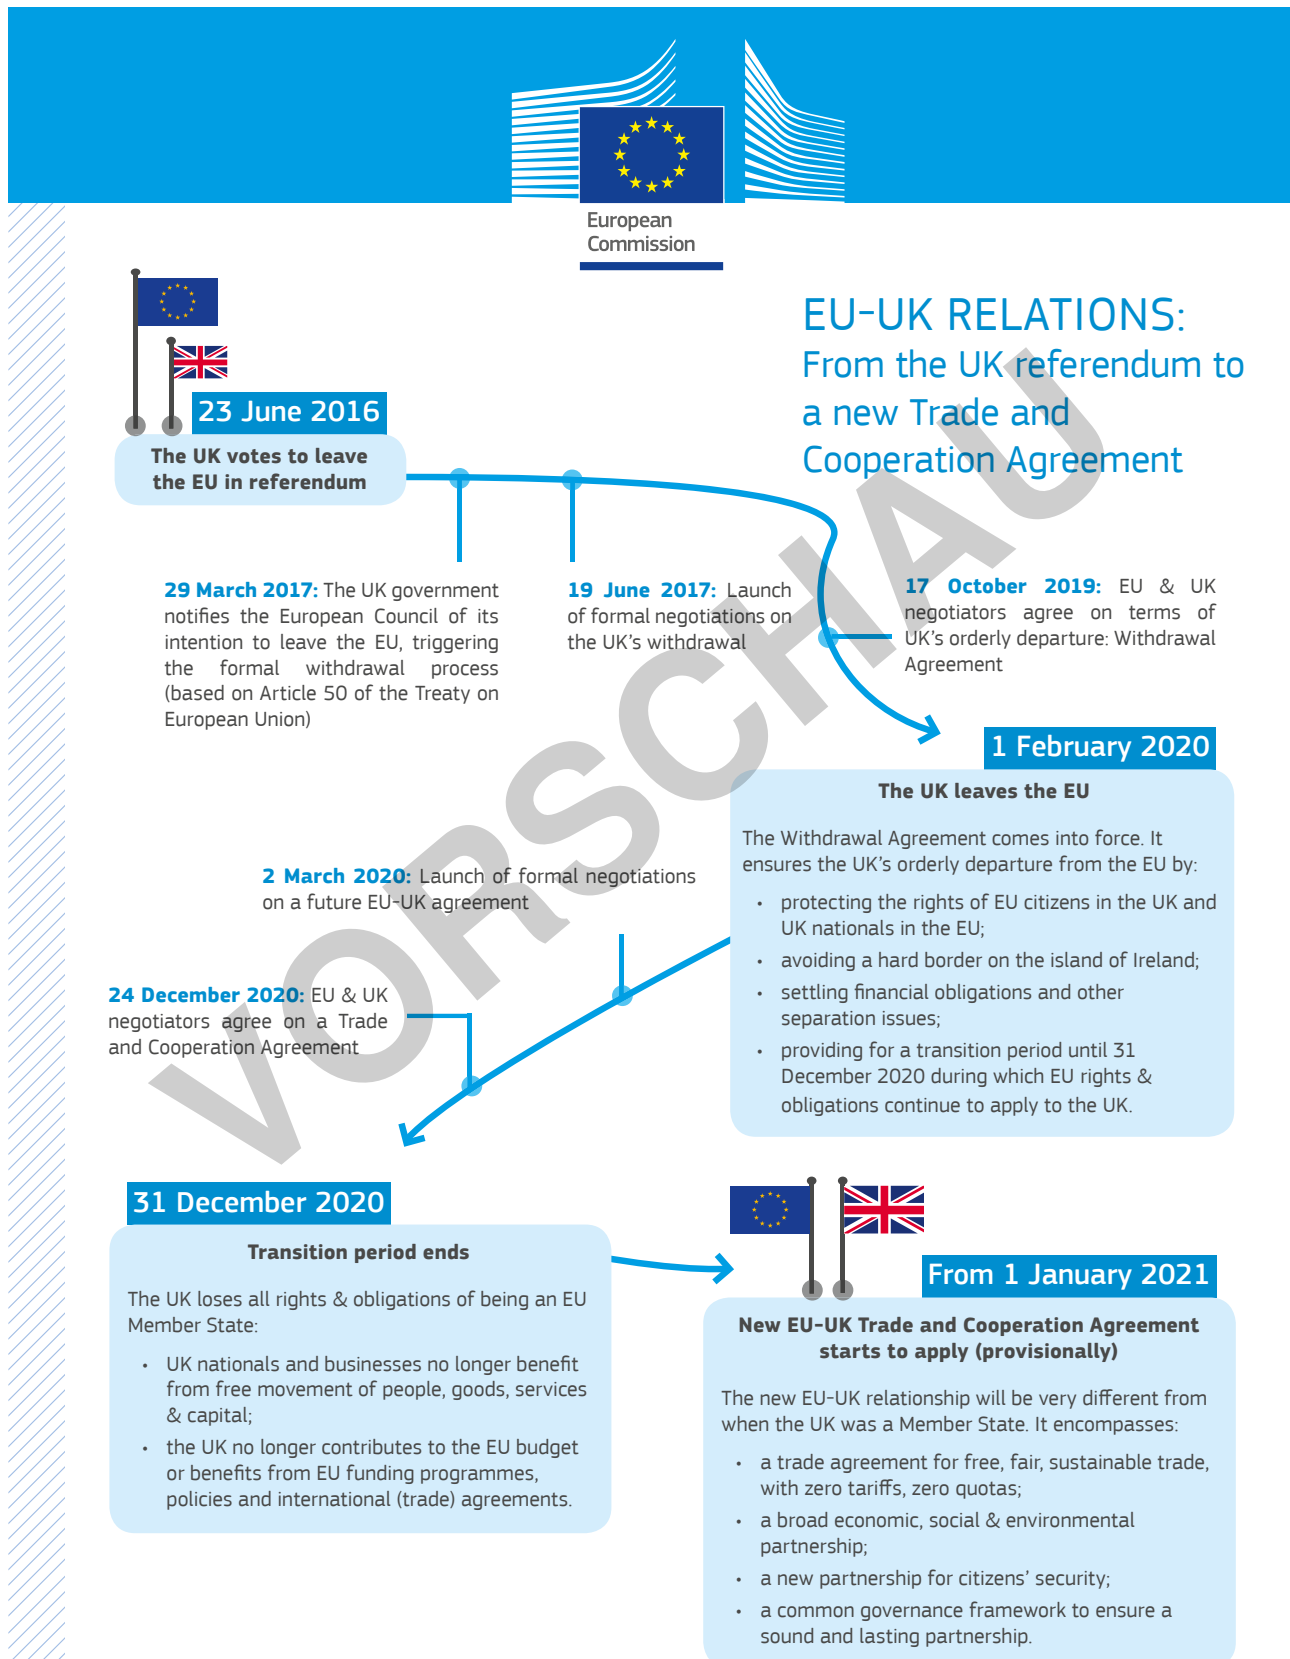 European
Commission
EU-UK RELATIONS:
From the UK referendum to
a new Trade and
Cooperation Agreement
23 June 2016
The UK votes to leave
the EU in referendum
29 March 2017: The UK government
notifies the European Council of its
intention to leave the EU, triggering
the formal withdrawal process
(based on Article 50 of the Treaty on
European Union)
19 June 2017: Launch
of formal negotiations on
the UK's withdrawal
17 October 2019: EU & UK
negotiators agree on terms of
UK's orderly departure: Withdrawal
Agreement
1 February 2020
The UK leaves the EU
The Withdrawal Agreement comes into force. It
ensures the UK's orderly departure from the EU by:
• protecting the rights of EU citizens in the UK and
UK nationals in the EU;
• avoiding a hard border on the island of Ireland;
• settling financial obligations and other
separation issues;
• providing for a transition period until 31
December 2020 during which EU rights &
obligations continue to apply to the UK.
2 March 2020: Launch of formal negotiations
on a future EU-UK agreement
24 December 2020: EU & UK
negotiators agree on a Trade
and Cooperation Agreement
31 December 2020
Transition period ends
The UK loses all rights & obligations of being an EU
Member State:
• UK nationals and businesses no longer benefit
from free movement of people, goods, services
& capital;
• the UK no longer contributes to the EU budget
or benefits from EU funding programmes,
policies and international (trade) agreements.
From 1 January 2021
New EU-UK Trade and Cooperation Agreement
starts to apply (provisionally)
The new EU-UK relationship will be very different from
when the UK was a Member State. It encompasses:
• a trade agreement for free, fair, sustainable trade,
with zero tariffs, zero quotas;
• a broad economic, social & environmental
partnership;
• a new partnership for citizens' security;
• a common governance framework to ensure a
sound and lasting partnership.
VORSCHAU